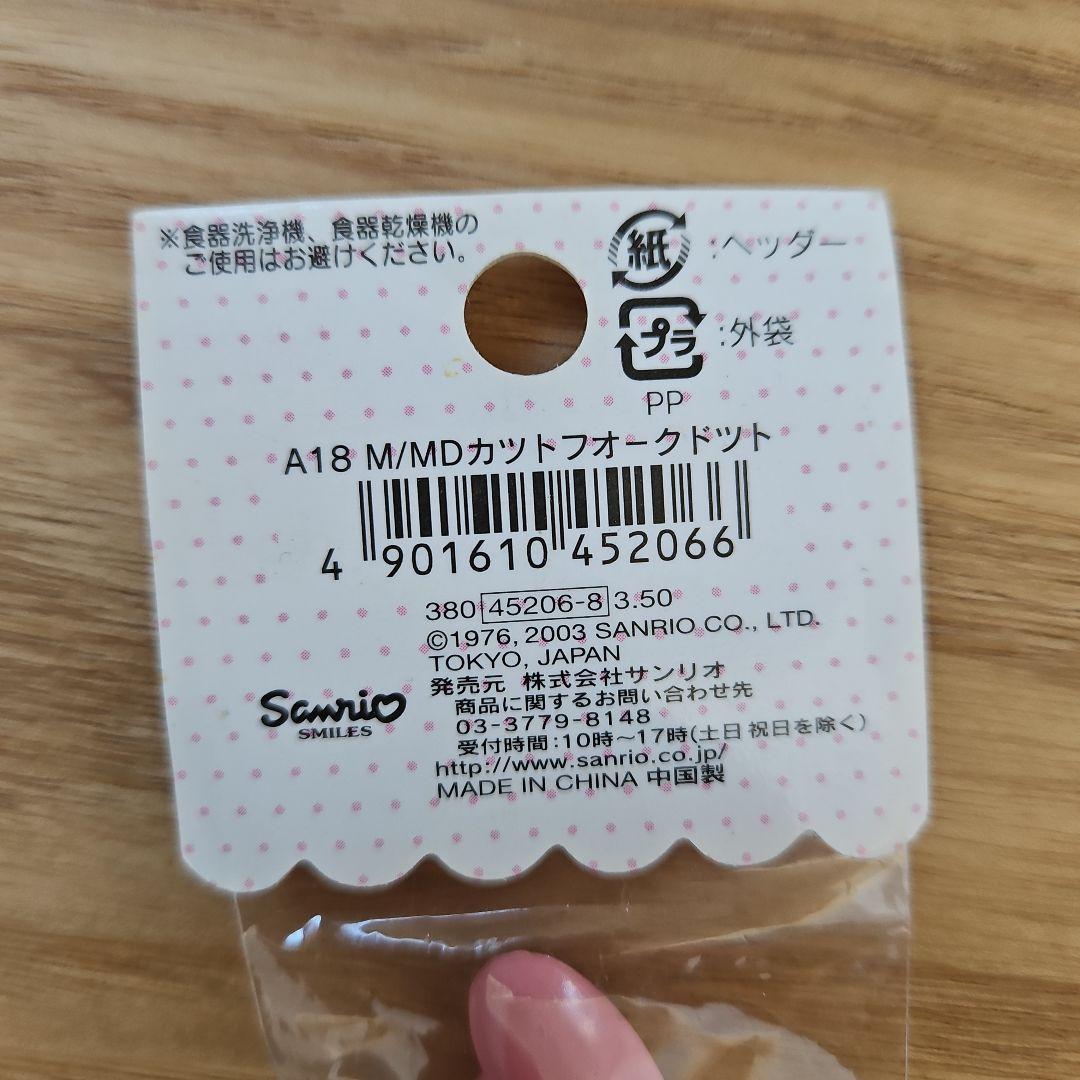 ※食器洗浄機、食器乾燥機の
ご使用はお避けください。
紙 :ヘッダー
プラ :外袋
PP
A18 M/MDカツトフオークドツト
4 901610 452066
380 45206-8 3.50
©1976, 2003 SANRIO CO., LTD.
TOKYO, JAPAN
発売元 株式会社サンリオ
商品に関するお問い合わせ先
03-3779-8148
受付時間:10時~17時(土日祝日を除く)
http://www.sanrio.co.jp/
MADE IN CHINA 中国製
Sanrio
SMILES